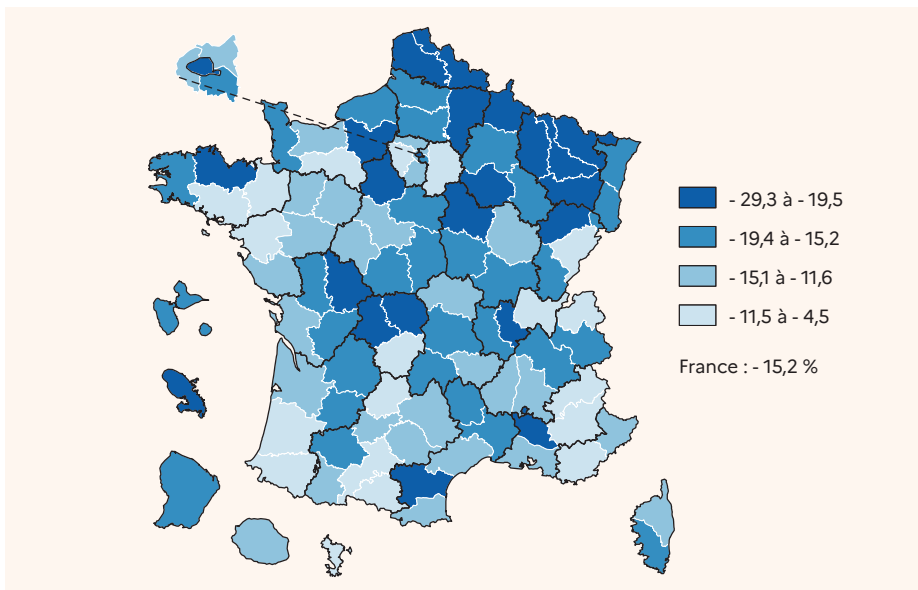 - 29,3 à - 19,5
- 19,4 à - 15,2
- 15,1 à - 11,6
- 11,5 à - 4,5
France : - 15,2 %